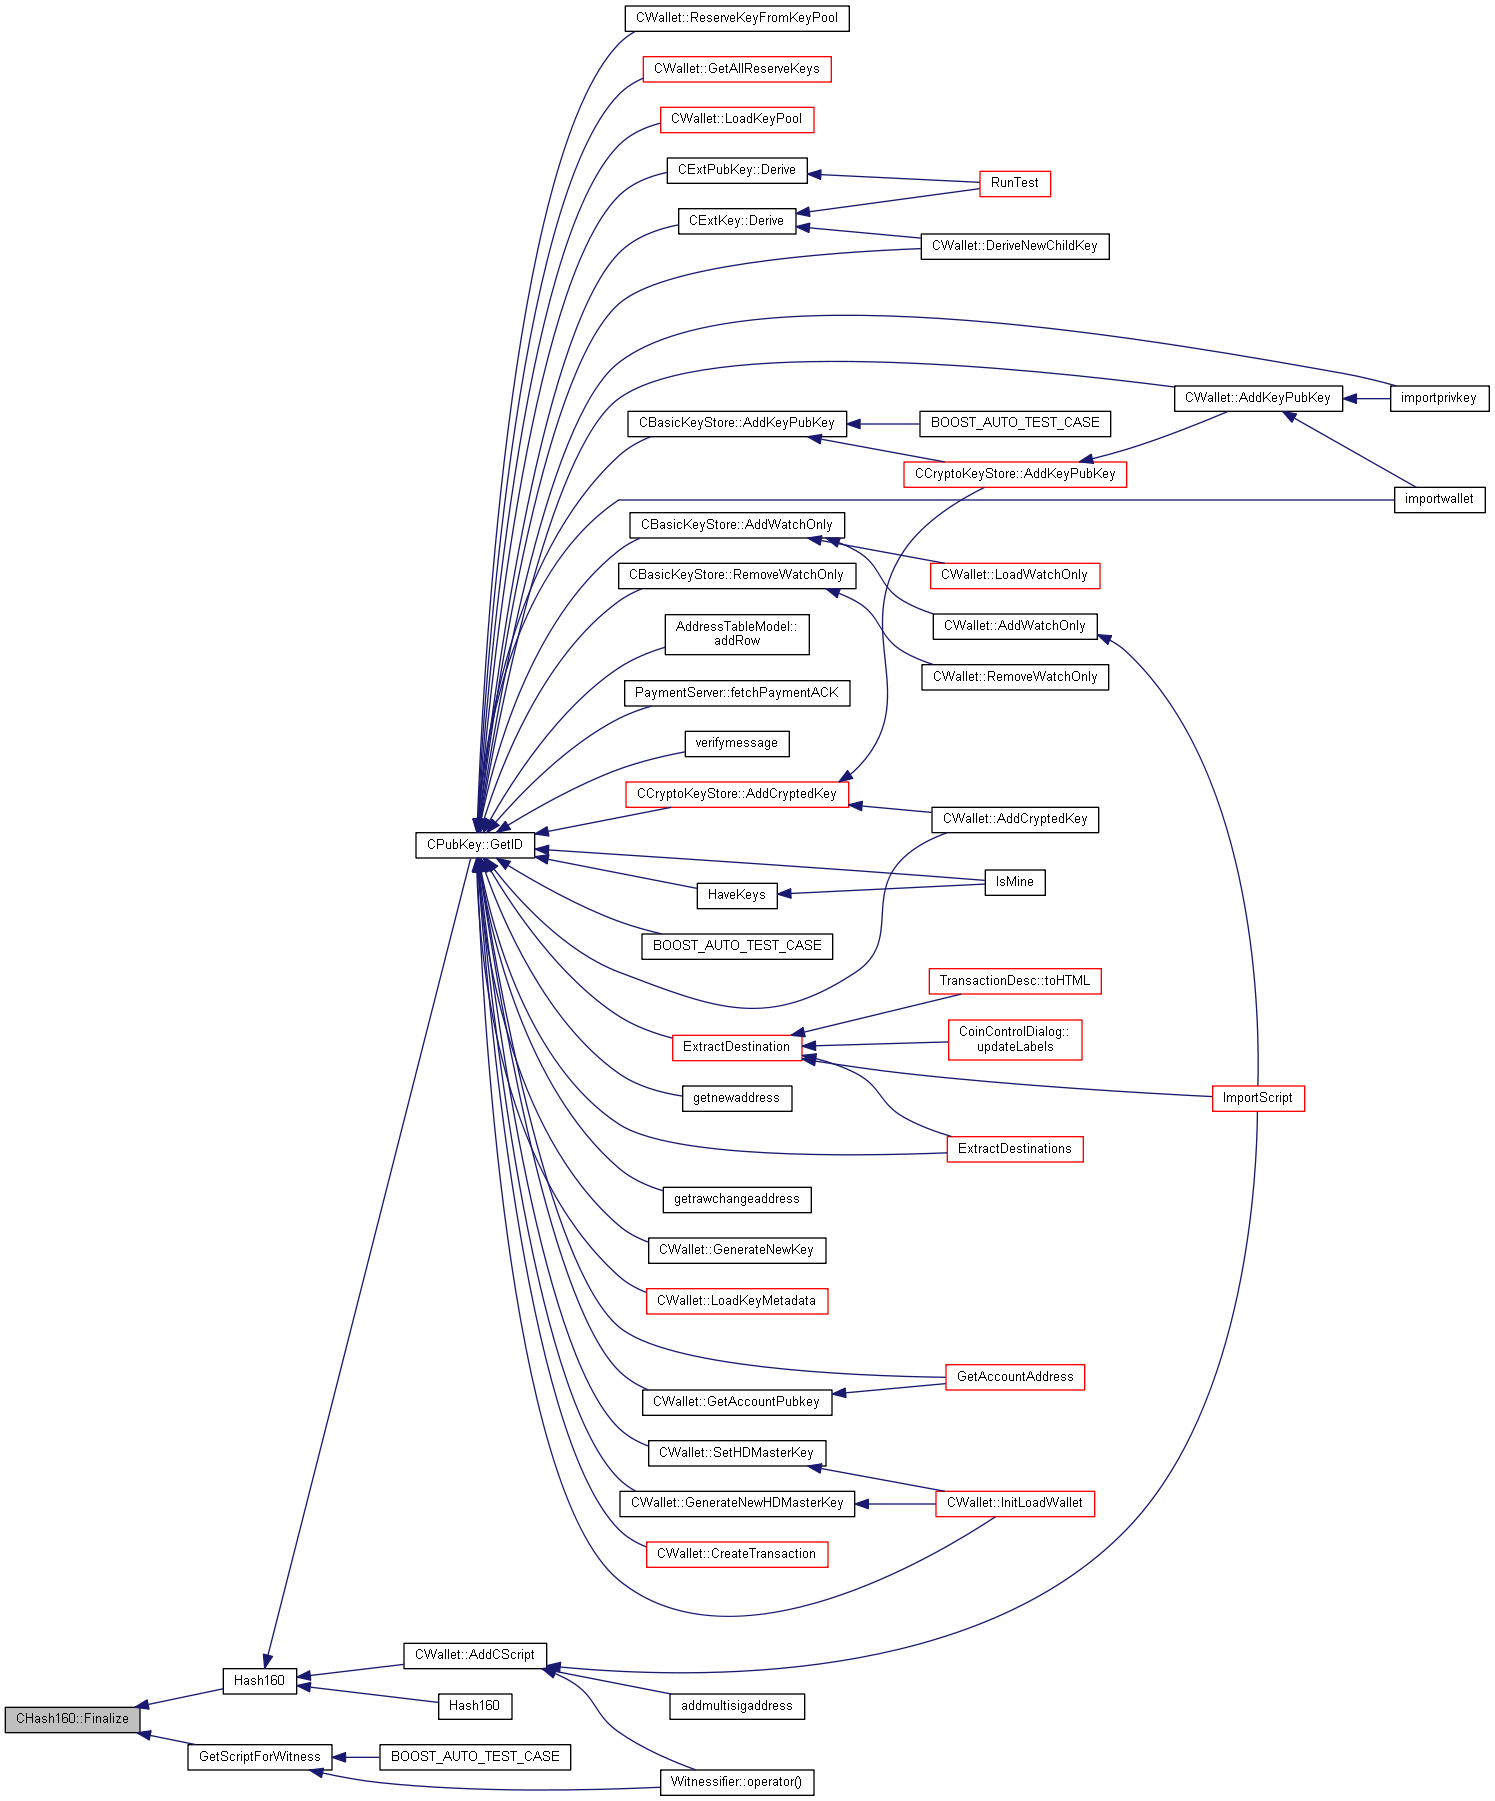 CWallet::ReserveKeyFromKeyPool
CWallet::GetAllReserveKeys
CWallet::LoadKeyPool
CExtPubKey::Derive
RunTest
CExtKey::Derive
CWallet::DeriveNewChildKey
CWallet::AddKeyPubKey
importprivkey
CBasicKeyStore::AddKeyPubKey
BOOST_AUTO_TEST_CASE
CCryptoKeyStore::AddKeyPubKey
importwallet
CBasicKeyStore::AddWatchOnly
CBasicKeyStore::RemoveWatchOnly
CWallet::LoadWatchOnly
AddressTableModel::
addRow
CWallet::AddWatchOnly
CWallet::RemoveWatchOnly
PaymentServer::fetchPaymentACK
verifymessage
CCryptoKeyStore::AddCryptedKey
CWallet::AddCryptedKey
CPubKey::GetID
IsMine
HaveKeys
BOOST_AUTO_TEST_CASE
TransactionDesc::toHTML
CoinControlDialog::
updateLabels
ExtractDestination
getnewaddress
ImportScript
ExtractDestinations
getrawchangeaddress
CWallet::GenerateNewKey
CWallet::LoadKeyMetadata
GetAccountAddress
CWallet::GetAccountPubkey
CWallet::SetHDMasterKey
CWallet::GenerateNewHDMasterKey
CWallet::InitLoadWallet
CWallet::CreateTransaction
CWallet::AddCScript
Hash160
Hash160
addmultisigaddress
CHash160::Finalize
GetScriptForWitness
BOOST_AUTO_TEST_CASE
Witnessifier::operator()